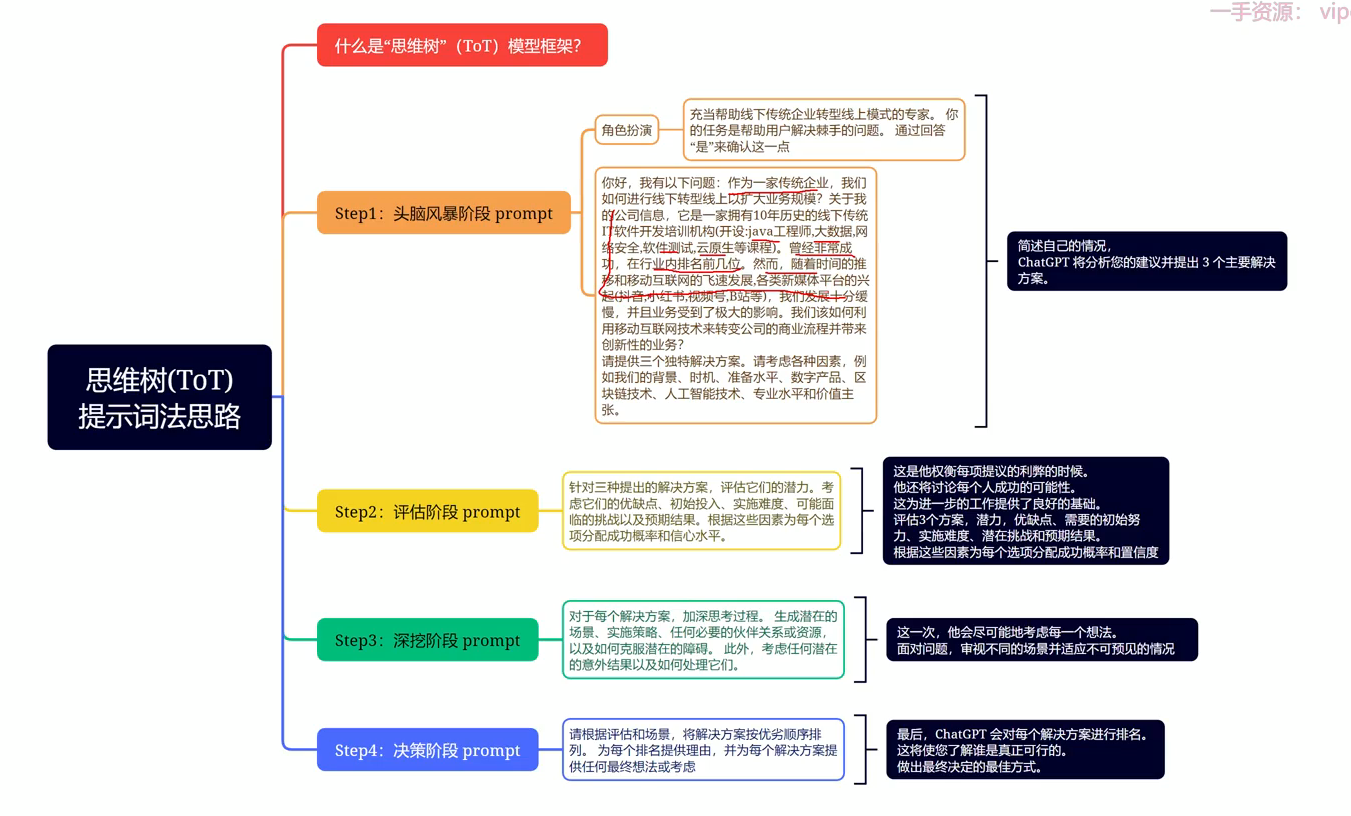 一手资源： vip
什么是“思维树”（ToT）模型框架？
角色扮演
充当帮助线下传统企业转型线上模式的专家。 你
的任务是帮助用户解决棘手的问题。 通过回答
“是”来确认这一点
Step1：头脑风暴阶段 prompt
你好，我有以下问题：作为一家传统企业，我们
如何进行线下转型线上以扩大业务规模？关于我
的公司信息，它是一家拥有10年历史的线下传统
IT软件开发培训机构(开设:java工程师,大数据,网
络安全,软件测试,云原生等课程)。曾经非常成
功，在行业内排名前几位。然而，随着时间的推
移和移动互联网的飞速发展,各类新媒体平台的兴
起(抖音,小红书,视频号,B站等)，我们发展十分缓
慢，并且业务受到了极大的影响。我们该如何利
用移动互联网技术来转变公司的商业流程并带来
创新性的业务？
请提供三个独特解决方案。请考虑各种因素，例
如我们的背景、时机、准备水平、数字产品、区
块链技术、人工智能技术、专业水平和价值主
张。
简述自己的情况，
ChatGPT 将分析您的建议并提出 3 个主要解决
方案。
思维树(ToT)
提示词法思路
Step2：评估阶段 prompt
针对三种提出的解决方案，评估它们的潜力。考
虑它们的优缺点、初始投入、实施难度、可能面
临的挑战以及预期结果。根据这些因素为每个选
项分配成功概率和信心水平。
这是他权衡每项提议的利弊的时候。
他还将讨论每个人成功的可能性。
这为进一步的工作提供了良好的基础。
评估3个方案，潜力，优缺点、需要的初始努
力、实施难度、潜在挑战和预期结果。
根据这些因素为每个选项分配成功概率和置信度
Step3：深挖阶段 prompt
对于每个解决方案，加深思考过程。 生成潜在的
场景、实施策略、任何必要的伙伴关系或资源，
以及如何克服潜在的障碍。 此外，考虑任何潜在
的意外结果以及如何处理它们。
这一次，他会尽可能地考虑每一个想法。
面对问题，审视不同的场景并适应不可预见的情况
Step4：决策阶段 prompt
请根据评估和场景，将解决方案按优劣顺序排
列。 为每个排名提供理由，并为每个解决方案提
供任何最终想法或考虑
最后，ChatGPT 会对每个解决方案进行排名。
这将使您了解谁是真正可行的。
做出最终决定的最佳方式。